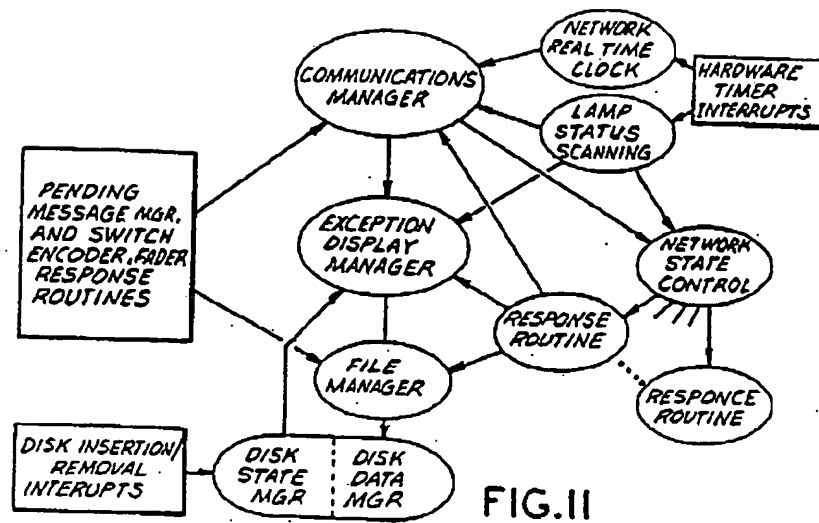 NETWORK
REAL TIME
CLOCK
COMMUNICATIONS
MANAGER
HARDWARE
TIMER
INTERRUPTS
LAMP
STATUS
SCANNING
PENDING
MESSAGE MGR.
AND SWITCH
ENCODER, FADER
RESPONSE
ROUTINES
EXCEPTION
DISPLAY
MANAGER
NETWORK
STATE
CONTROL
RESPONSE
ROUTINE
FILE
MANAGER
RESPONCE
ROUTINE
DISK INSERTION/
REMOVAL
INTERUPTS
DISK
STATE
MGR
DISK
DATA
MGR
FIG.11